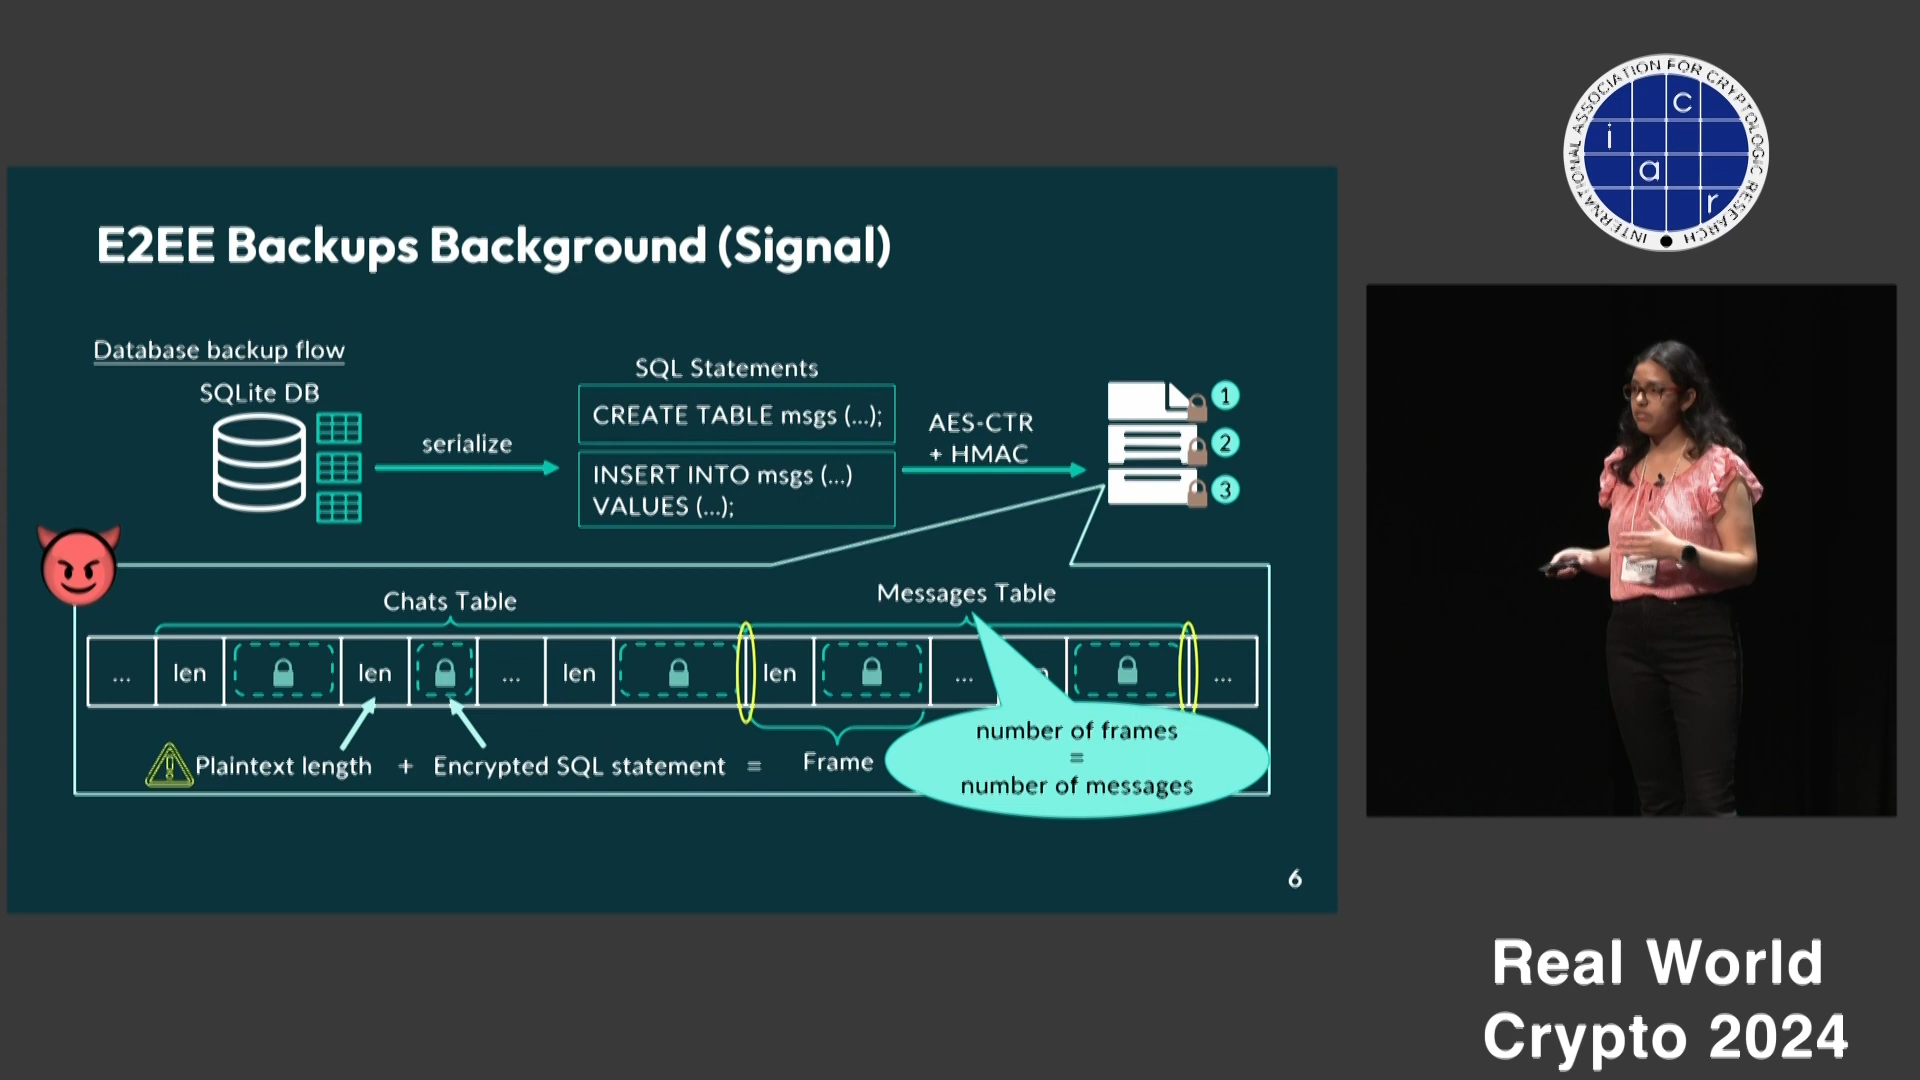 INTERNATIONAL ASSOCIATION FOR CRYPTOLOGIC RESEARCH
c
i
a
r
E2EE Backups Background (Signal)
Database backup flow
SQLite DB
serialize
SQL Statements
CREATE TABLE msgs (...);
INSERT INTO msgs (...)
VALUES (...);
AES-CTR
+ HMAC
1
2
3
Chats Table
Messages Table
... len len ... len len ... ...
Plaintext length + Encrypted SQL statement = Frame
number of frames
=
number of messages
6
Real World
Crypto 2024